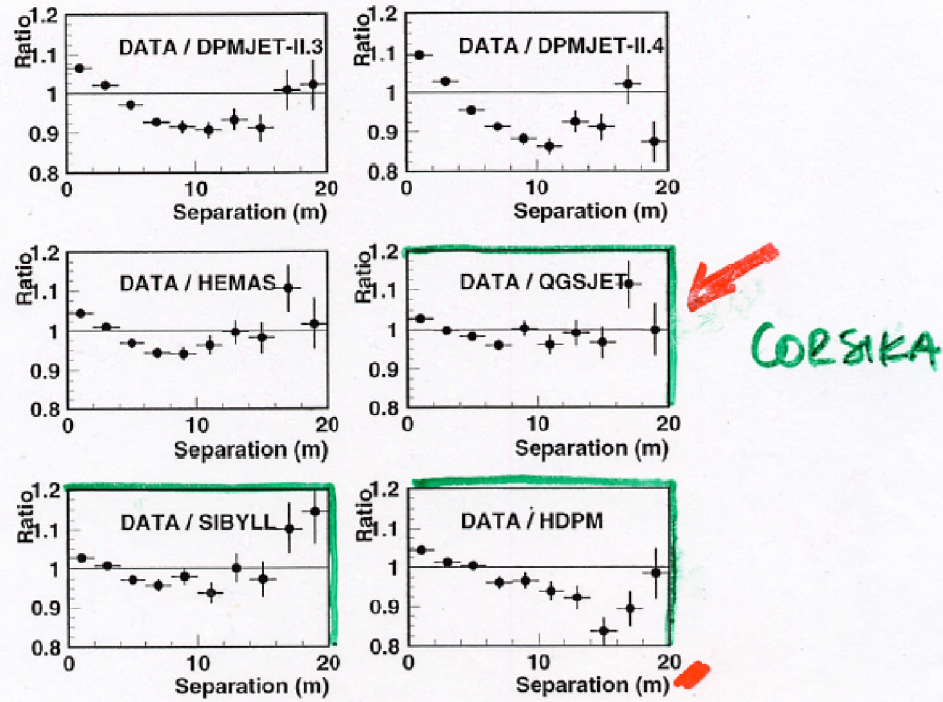 1.2 1.1 1 0.9 0.8
Ratio
DATA / DPMJET-II.3
0 10 20
Separation (m)
1.2 1.1 1 0.9 0.8
Ratio
DATA / DPMJET-II.4
0 10 20
Separation (m)
1.2 1.1 1 0.9 0.8
Ratio
DATA / HEMAS
0 10 20
Separation (m)
1.2 1.1 1 0.9 0.8
Ratio
DATA / QGSJET
0 10 20
Separation (m)
CORSIKA
1.2 1.1 1 0.9 0.8
Ratio
DATA / SIBYLL
0 10 20
Separation (m)
1.2 1.1 1 0.9 0.8
Ratio
DATA / HDPM
0 10 20
Separation (m)